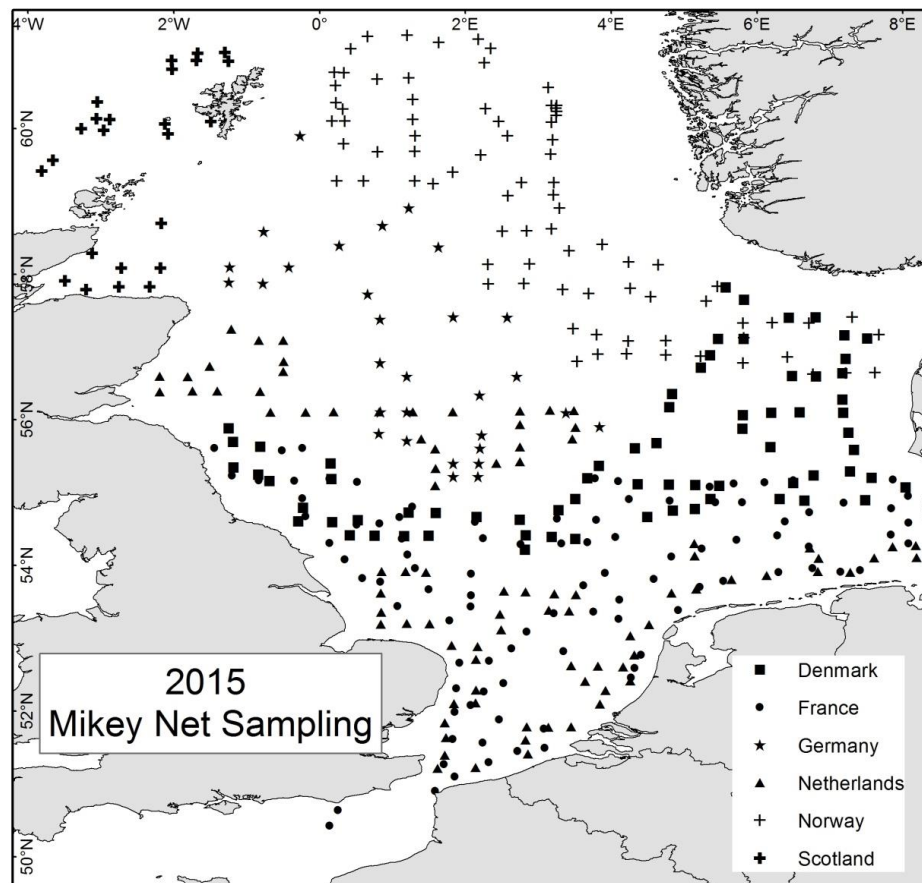 4°W 2°W 0° 2°E 4°E 6°E 8°E
60°N
58°N
56°N
54°N
52°N
50°N
2015
Mikey Net Sampling
Denmark
France
Germany
Netherlands
Norway
Scotland